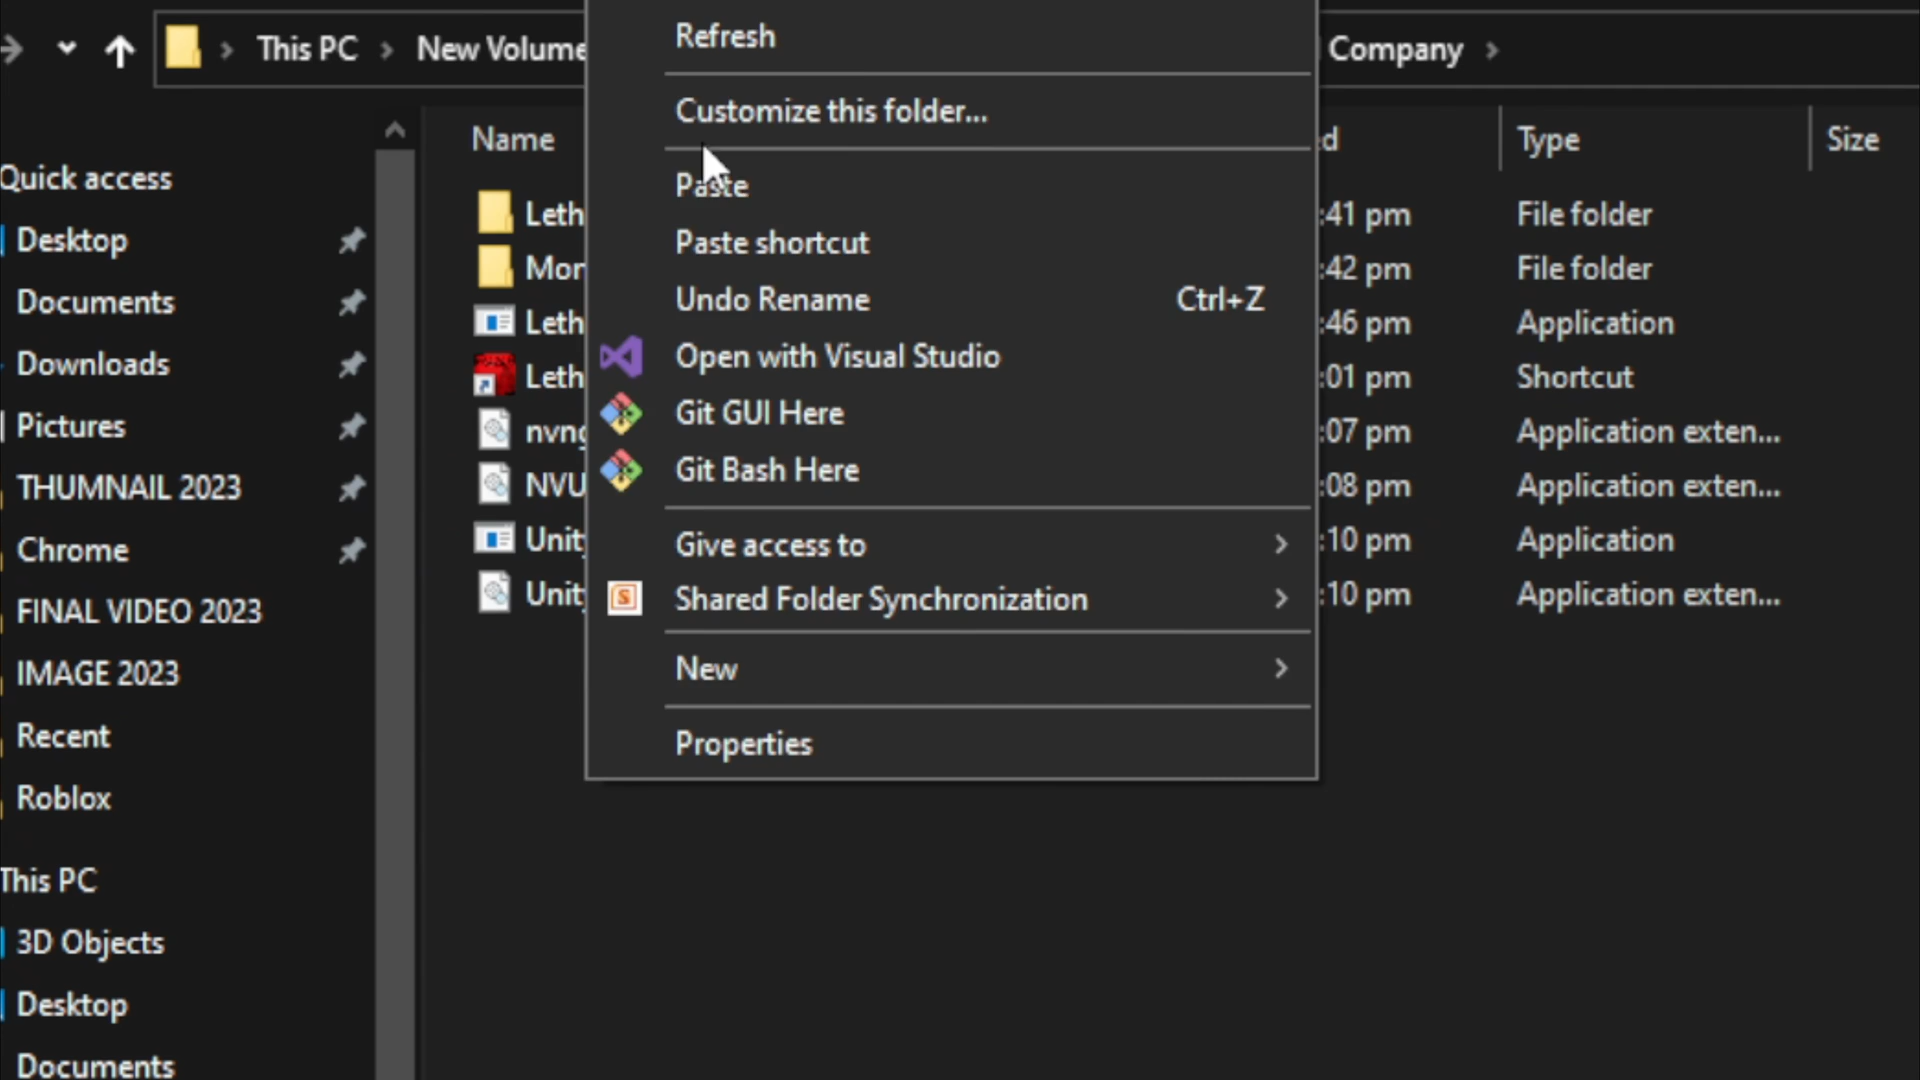 This PC > New Volume
Company >
Refresh
Customize this folder...
Paste
Paste shortcut
Undo Rename Ctrl+Z
Open with Visual Studio
Git GUI Here
Git Bash Here
Give access to
Shared Folder Synchronization
New
Properties
Quick access
Desktop
Documents
Downloads
Pictures
THUMNAIL 2023
Chrome
FINAL VIDEO 2023
IMAGE 2023
Recent
Roblox
This PC
3D Objects
Desktop
Documents
Name d Type Size
Leth :41 pm File folder
Mor :42 pm File folder
Leth :46 pm Application
Leth :01 pm Shortcut
nvng :07 pm Application exten...
NVU :08 pm Application exten...
Unit :10 pm Application
Unit :10 pm Application exten...